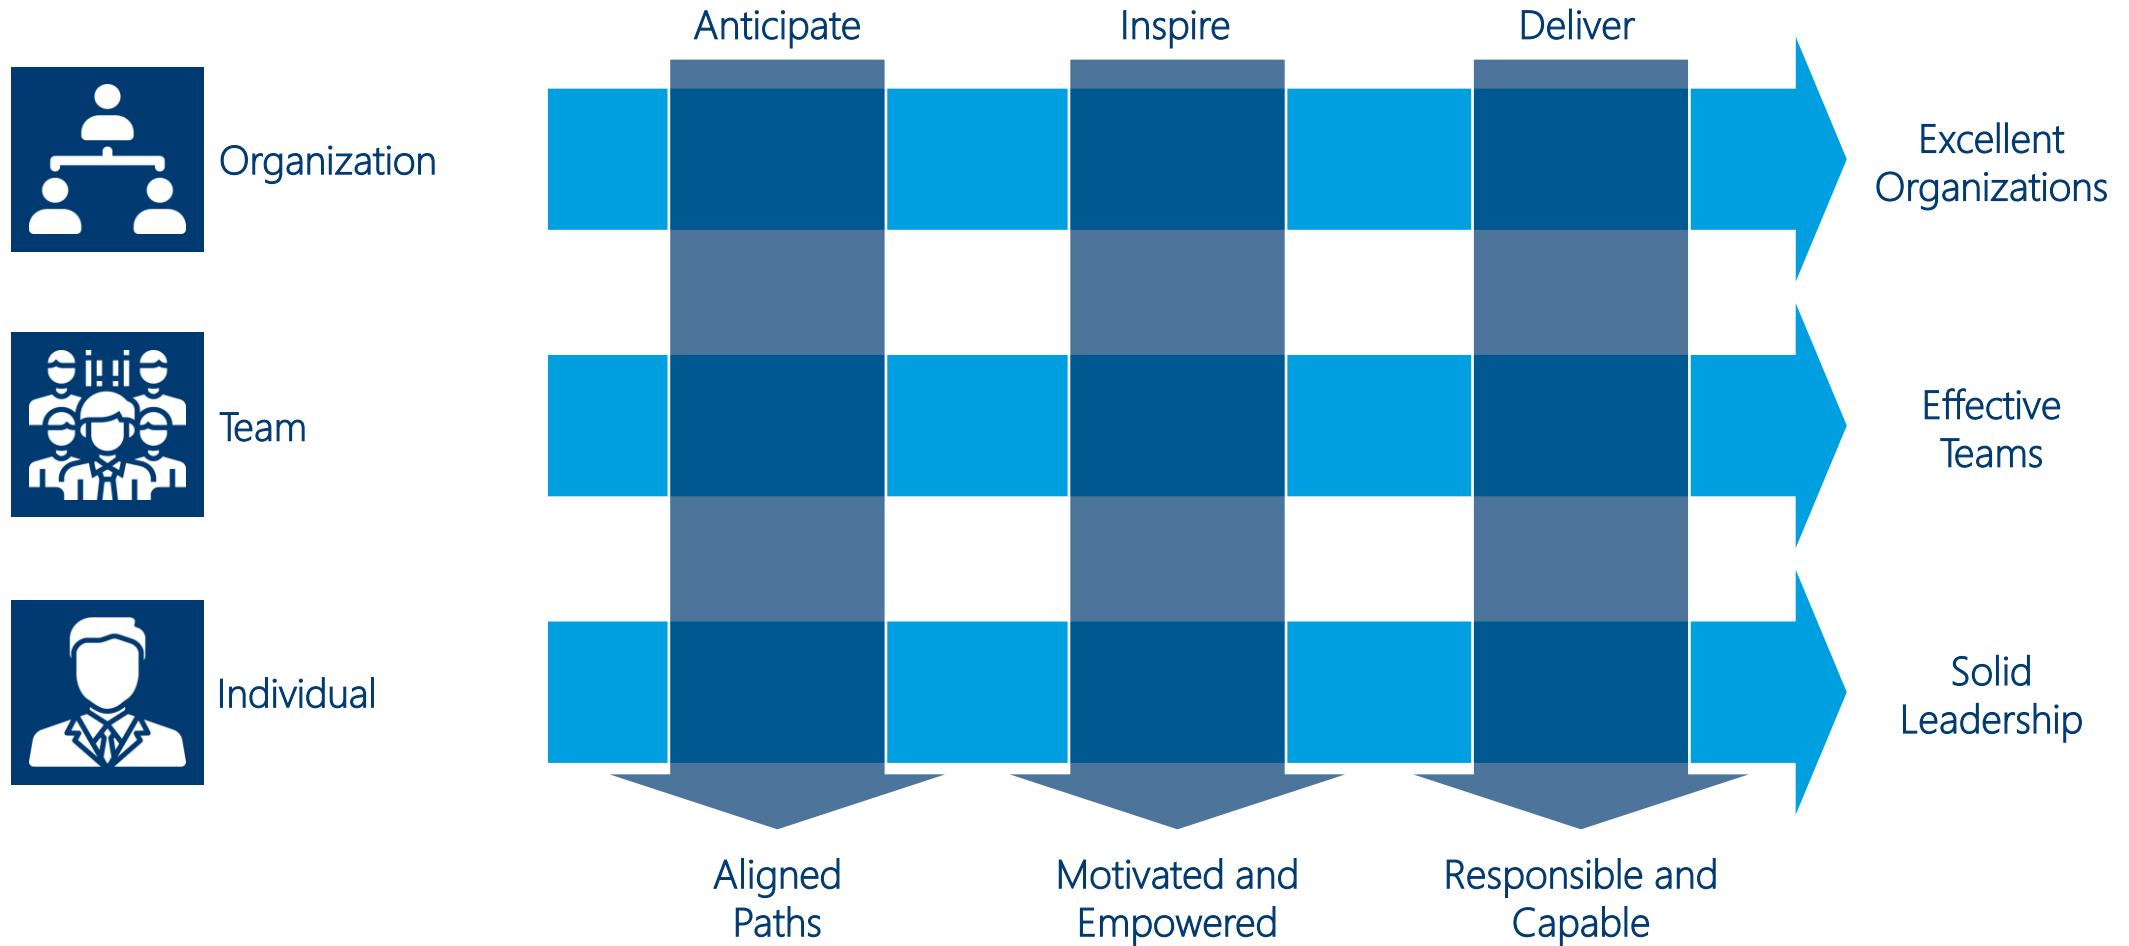 Anticipate
Inspire
Deliver
Organization
Excellent
Organizations
Team
Effective
Teams
Individual
Solid
Leadership
Aligned
Paths
Motivated and
Empowered
Responsible and
Capable